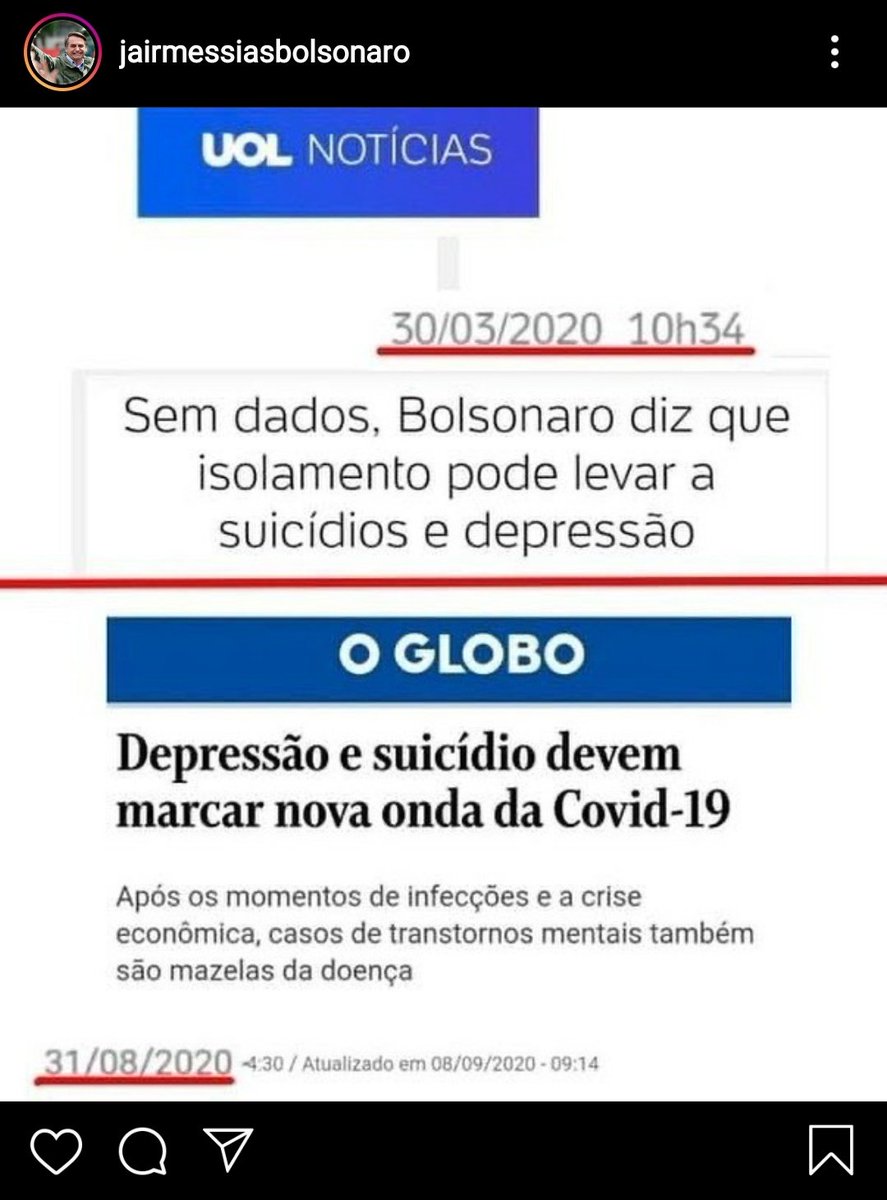 jairmessiasbolsonaro
UOL NOTÍCIAS
30/03/2020 10h34
Sem dados, Bolsonaro diz que
isolamento pode levar a
suicídios e depressão
O GLOBO
Depressão e suicídio devem
marcar nova onda da Covid-19
Após os momentos de infecções e a crise
econômica, casos de transtornos mentais também
são mazelas da doença
31/08/2020 -4:30 / Atualizado em 08/09/2020 - 09:14